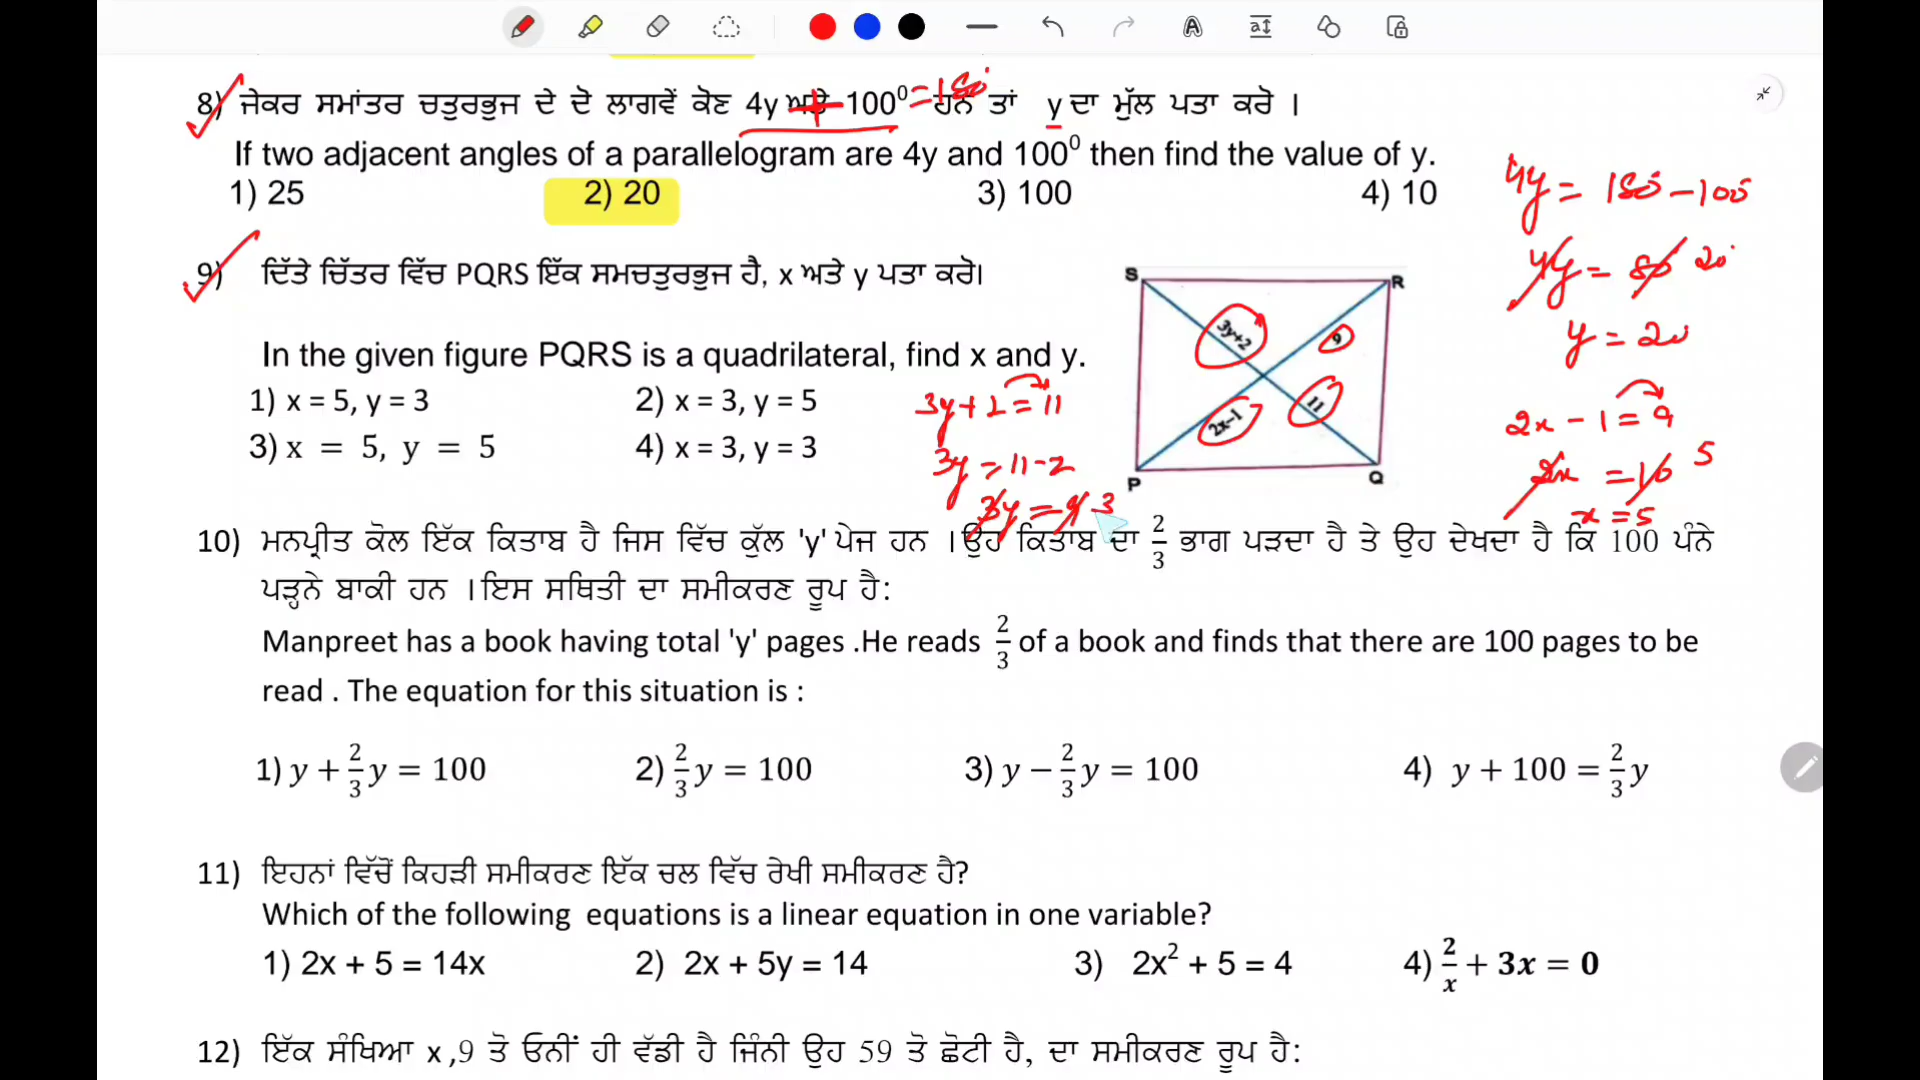 8) ਜੇਕਰ ਸਮਾਂਤਰ ਚਤੁਰਭੁਜ ਦੇ ਦੋ ਲਾਗਵੇਂ ਕੋਣ 4y ਅਤੇ + 100⁰ = 180 ਹਨ ਤਾਂ y ਦਾ ਮੁੱਲ ਪਤਾ ਕਰੋ ।
If two adjacent angles of a parallelogram are 4y and 100⁰ then find the value of y.
1) 25 2) 20 3) 100 4) 10
4y = 180 - 100
4y = 80 20
y = 20
9) ਦਿੱਤੇ ਚਿੱਤਰ ਵਿੱਚ PQRS ਇੱਕ ਸਮਚਤੁਰਭੁਜ ਹੈ, x ਅਤੇ y ਪਤਾ ਕਰੋ।
In the given figure PQRS is a quadrilateral, find x and y.
1) x = 5, y = 3 2) x = 3, y = 5
3) x = 5, y = 5 4) x = 3, y = 3
S R
3y+2 9
2x-1 11
P Q
3y + 2 = 11
3y = 11 - 2
3y = 9 3
2x - 1 = 9
2x = 10 5
x = 5
10) ਮਨਪ੍ਰੀਤ ਕੋਲ ਇੱਕ ਕਿਤਾਬ ਹੈ ਜਿਸ ਵਿੱਚ ਕੁੱਲ 'y' ਪੇਜ ਹਨ ।ਉਹ ਕਿਤਾਬ ਦਾ 2/3 ਭਾਗ ਪੜਦਾ ਹੈ ਤੇ ਉਹ ਦੇਖਦਾ ਹੈ ਕਿ 100 ਪੰਨੇ
ਪੜ੍ਹਨੇ ਬਾਕੀ ਹਨ ।ਇਸ ਸਥਿਤੀ ਦਾ ਸਮੀਕਰਣ ਰੂਪ ਹੈ:
Manpreet has a book having total 'y' pages .He reads 2/3 of a book and finds that there are 100 pages to be
read . The equation for this situation is :
1) y + 2/3 y = 100 2) 2/3 y = 100 3) y − 2/3 y = 100 4) y + 100 = 2/3 y
11) ਇਹਨਾਂ ਵਿੱਚੋਂ ਕਿਹੜੀ ਸਮੀਕਰਣ ਇੱਕ ਚਲ ਵਿੱਚ ਰੇਖੀ ਸਮੀਕਰਣ ਹੈ?
Which of the following equations is a linear equation in one variable?
1) 2x + 5 = 14x 2) 2x + 5y = 14 3) 2x² + 5 = 4 4) 2/x + 3x = 0
12) ਇੱਕ ਸੰਖਿਆ x ,9 ਤੋ ਓਨੀਂ ਹੀ ਵੱਡੀ ਹੈ ਜਿੰਨੀ ਉਹ 59 ਤੋ ਛੋਟੀ ਹੈ, ਦਾ ਸਮੀਕਰਣ ਰੂਪ ਹੈ: